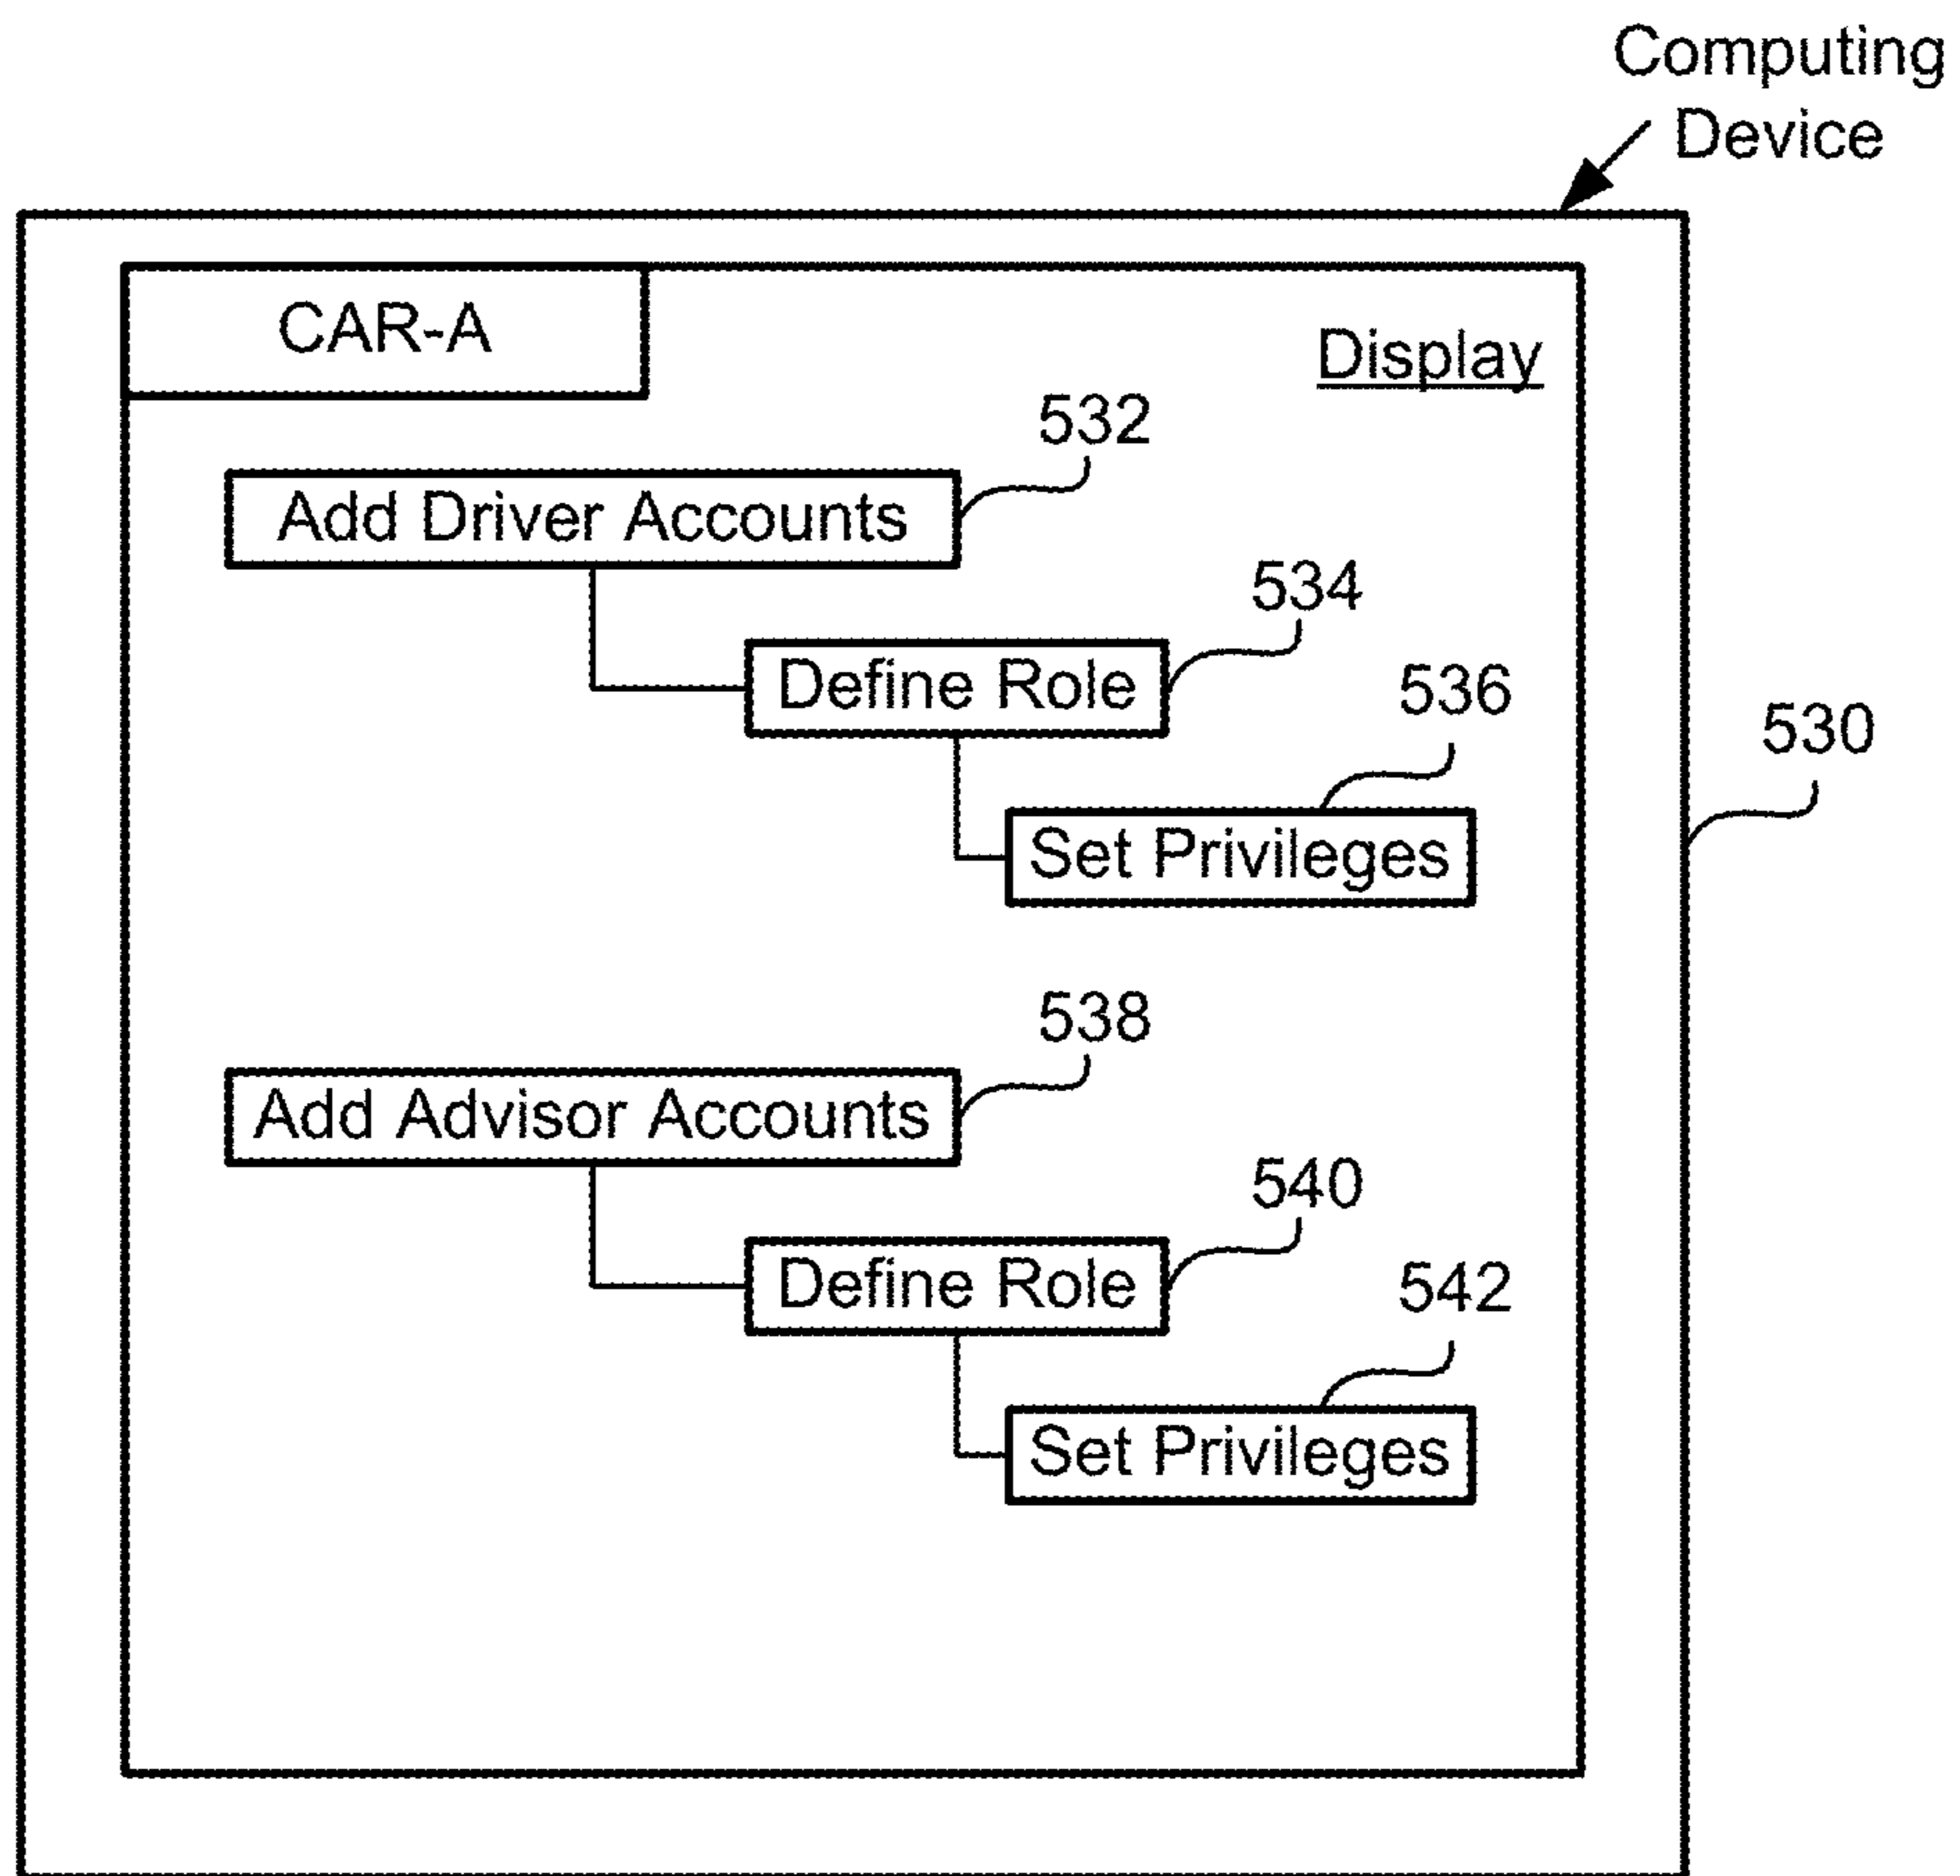 Computing
Device
CAR-A
Display
532
Add Driver Accounts
534
Define Role
536
530
Set Privileges
538
Add Advisor Accounts
540
Define Role
542
Set Privileges